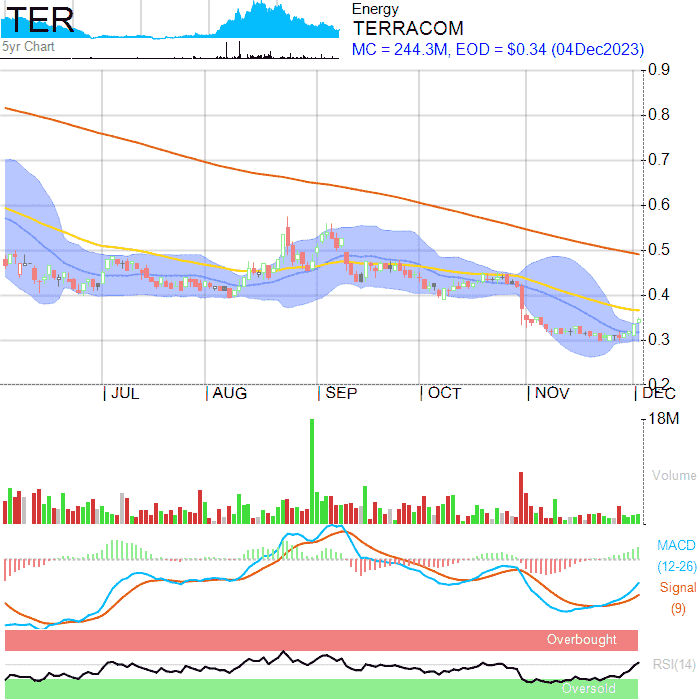 TER
5yr Chart
Energy
TERRACOM
MC = 244.3M, EOD = $0.34 (04Dec2023)
0.9
0.8
0.7
0.6
0.5
0.4
0.3
0.2
JUL AUG SEP OCT NOV DEC
18M
Volume
MACD
(12-26)
Signal
(9)
Overbought
RSI(14)
Oversold